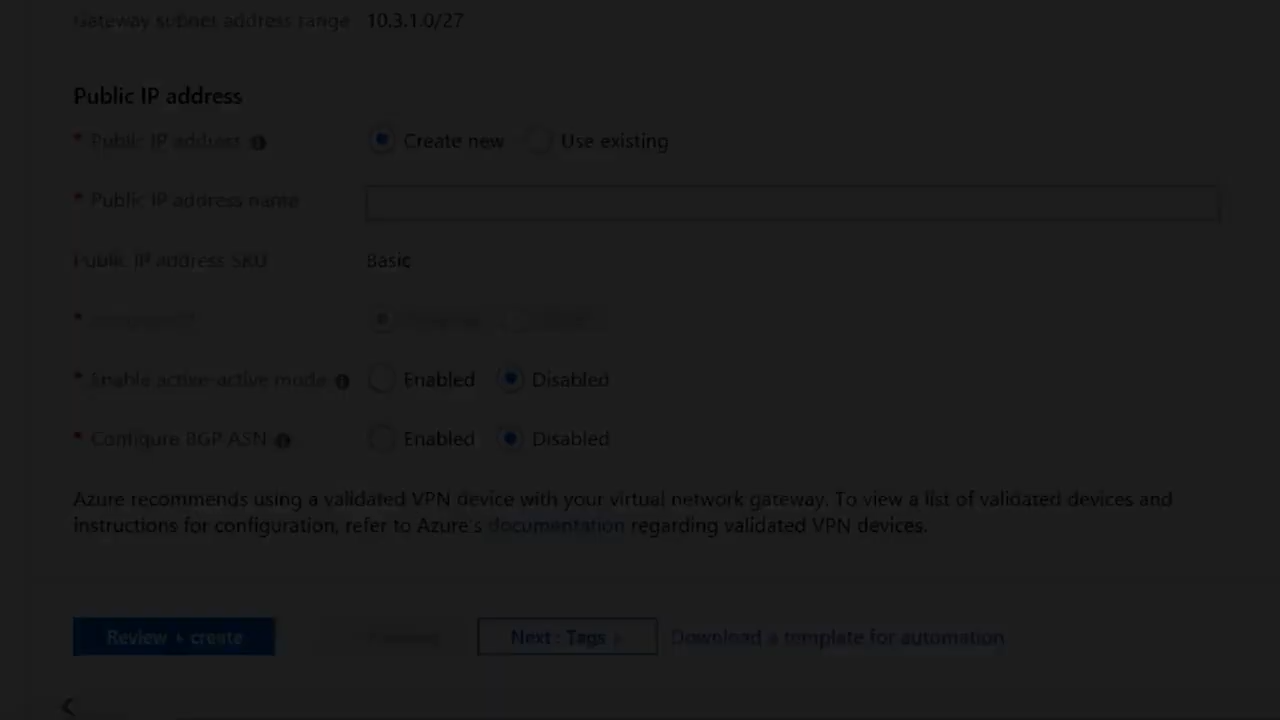 Gateway subnet address range 10.3.1.0/27
Public IP address
* Public IP address Create new Use existing
* Public IP address name
Public IP address SKU Basic
*
* Enable active-active mode Enabled Disabled
* Configure BGP ASN Enabled Disabled
Azure recommends using a validated VPN device with your virtual network gateway. To view a list of validated devices and
instructions for configuration, refer to Azure's documentation regarding validated VPN devices.
Review + create Next : Tags > Download a template for automation